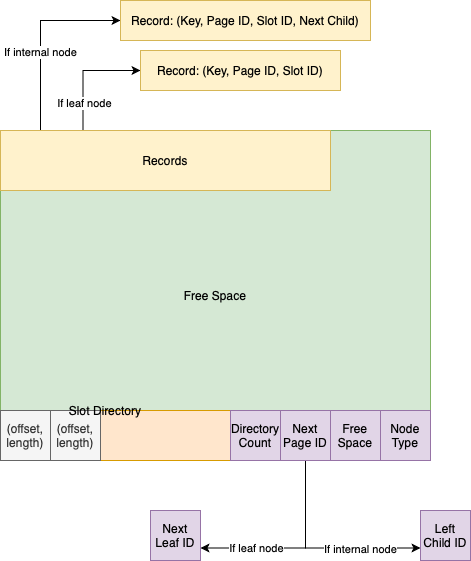 Record: (Key, Page ID, Slot ID, Next Child)
If internal node
Record: (Key, Page ID, Slot ID)
If leaf node
Records
Free Space
Slot Directory
(offset,
length)
(offset,
length)
Directory
Count
Next
Page ID
Free
Space
Node
Type
Next
Leaf ID
If leaf node
If internal node
Left
Child ID